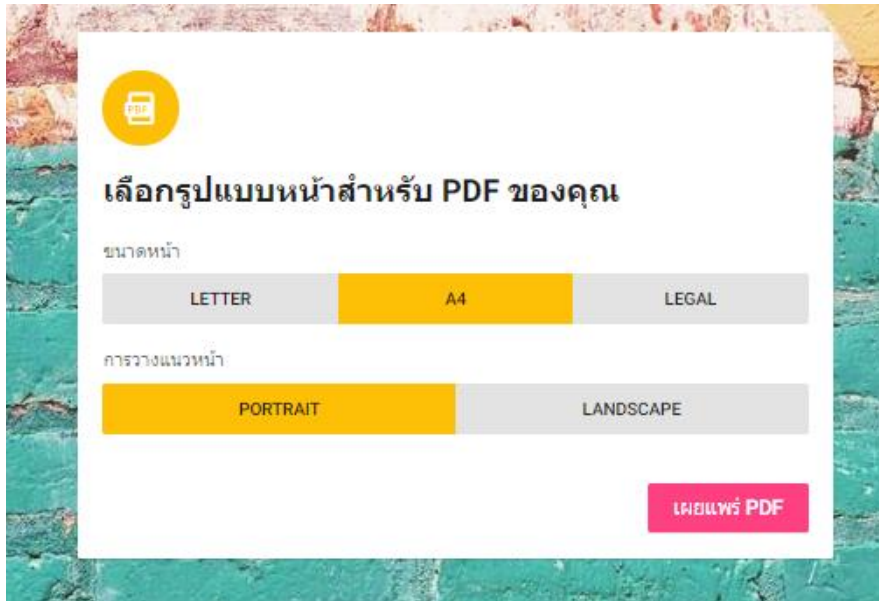 PDF
เลือกรูปแบบหน้าสำหรับ PDF ของคุณ
ขนาดหน้า
LETTER A4 LEGAL
การวางแนวหน้า
PORTRAIT LANDSCAPE
เผยแพร่ PDF